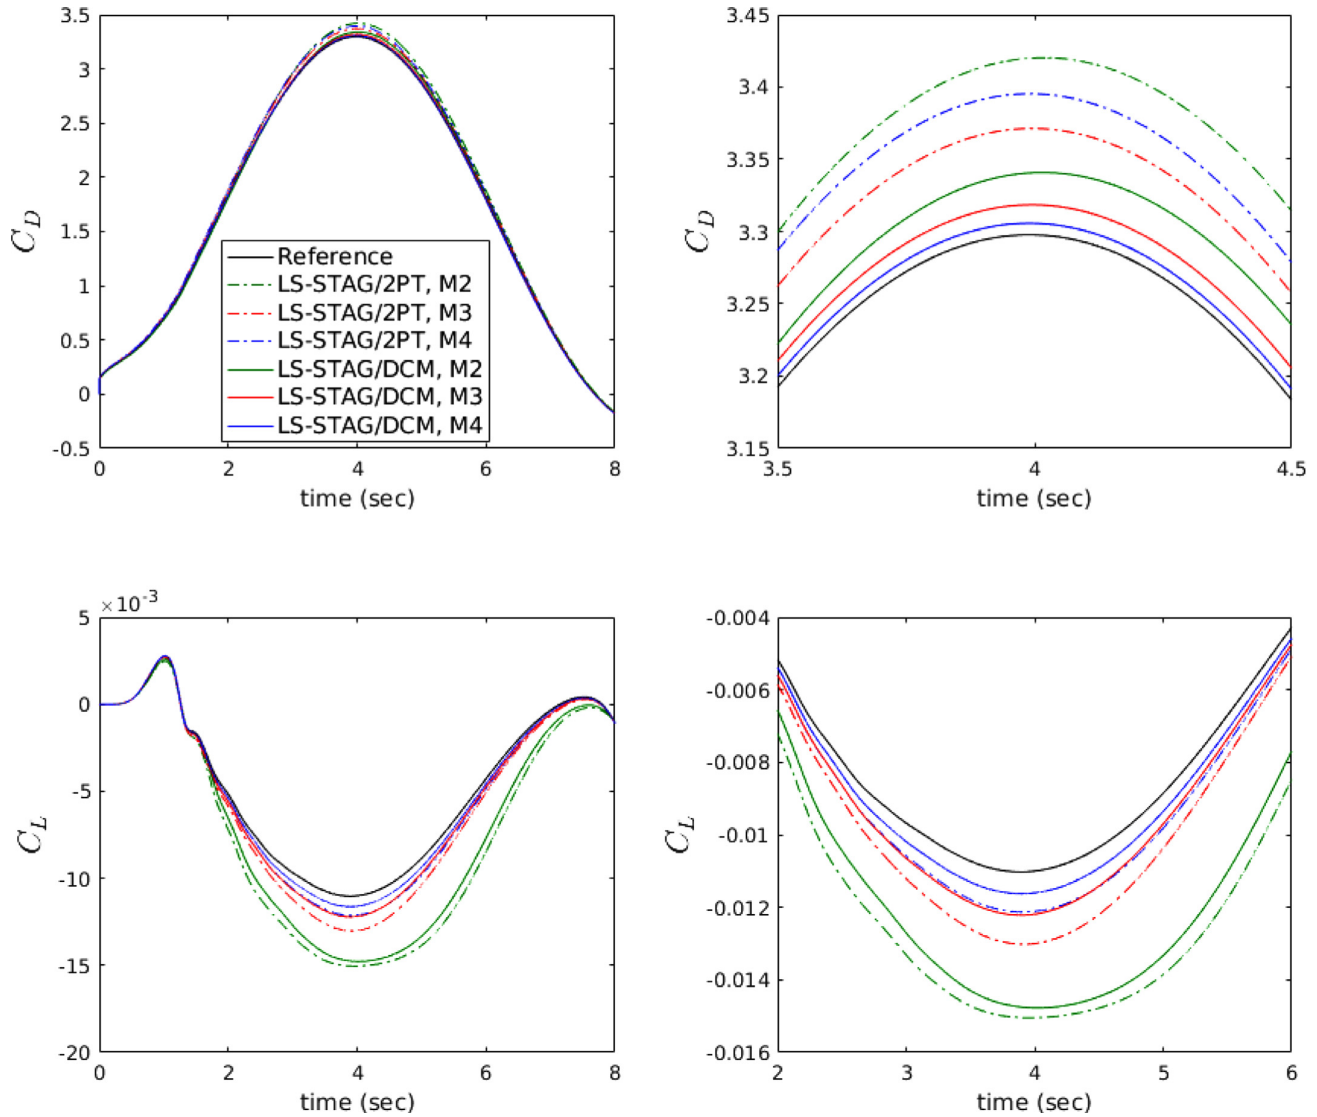 3.5
3
2.5
2
1.5
1
0.5
0
-0.5
C_D
Reference
LS-STAG/2PT, M2
LS-STAG/2PT, M3
LS-STAG/2PT, M4
LS-STAG/DCM, M2
LS-STAG/DCM, M3
LS-STAG/DCM, M4
0 2 4 6 8
time (sec)
3.45
3.4
3.35
3.3
3.25
3.2
3.15
C_D
3.5 4 4.5
time (sec)
×10⁻³
5
0
-5
-10
-15
-20
C_L
0 2 4 6 8
time (sec)
-0.004
-0.006
-0.008
-0.01
-0.012
-0.014
-0.016
C_L
2 3 4 5 6
time (sec)